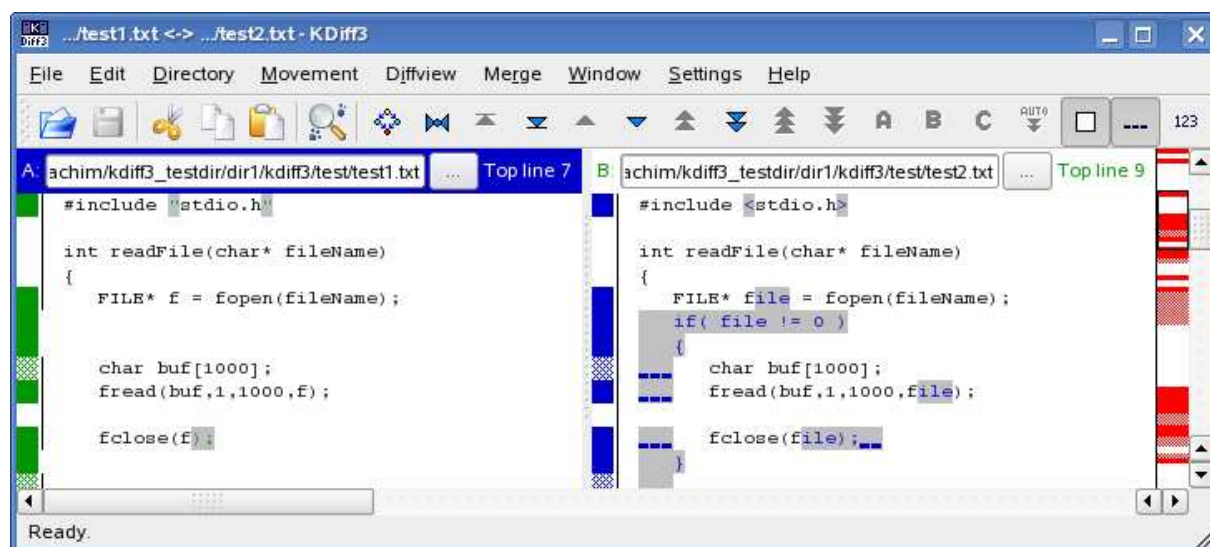 K
Diff3
.../test1.txt <-> .../test2.txt - KDiff3
File Edit Directory Movement Diffview Merge Window Settings Help
A B C AUTO 123
A: achim/kdiff3_testdir/dir1/kdiff3/test/test1.txt ... Top line 7
#include "stdio.h"
int readFile(char* fileName)
{
FILE* f = fopen(fileName);
char buf[1000];
fread(buf,1,1000,f);
fclose(f);
B: achim/kdiff3_testdir/dir1/kdiff3/test/test2.txt ... Top line 9
#include <stdio.h>
int readFile(char* fileName)
{
FILE* file = fopen(fileName);
if( file != 0 )
{
char buf[1000];
fread(buf,1,1000,file);
fclose(file);
}
Ready.